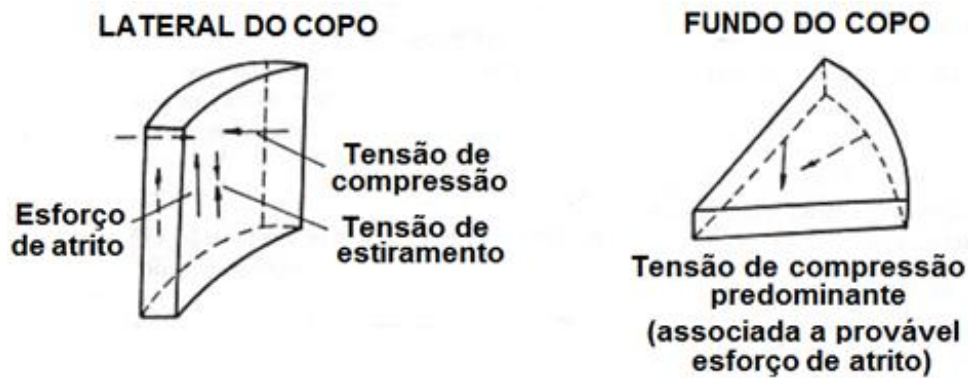 LATERAL DO COPO
Tensão de
compressão
Esforço
de atrito
Tensão de
estiramento
FUNDO DO COPO
Tensão de compressão
predominante
(associada a provável
esforço de atrito)